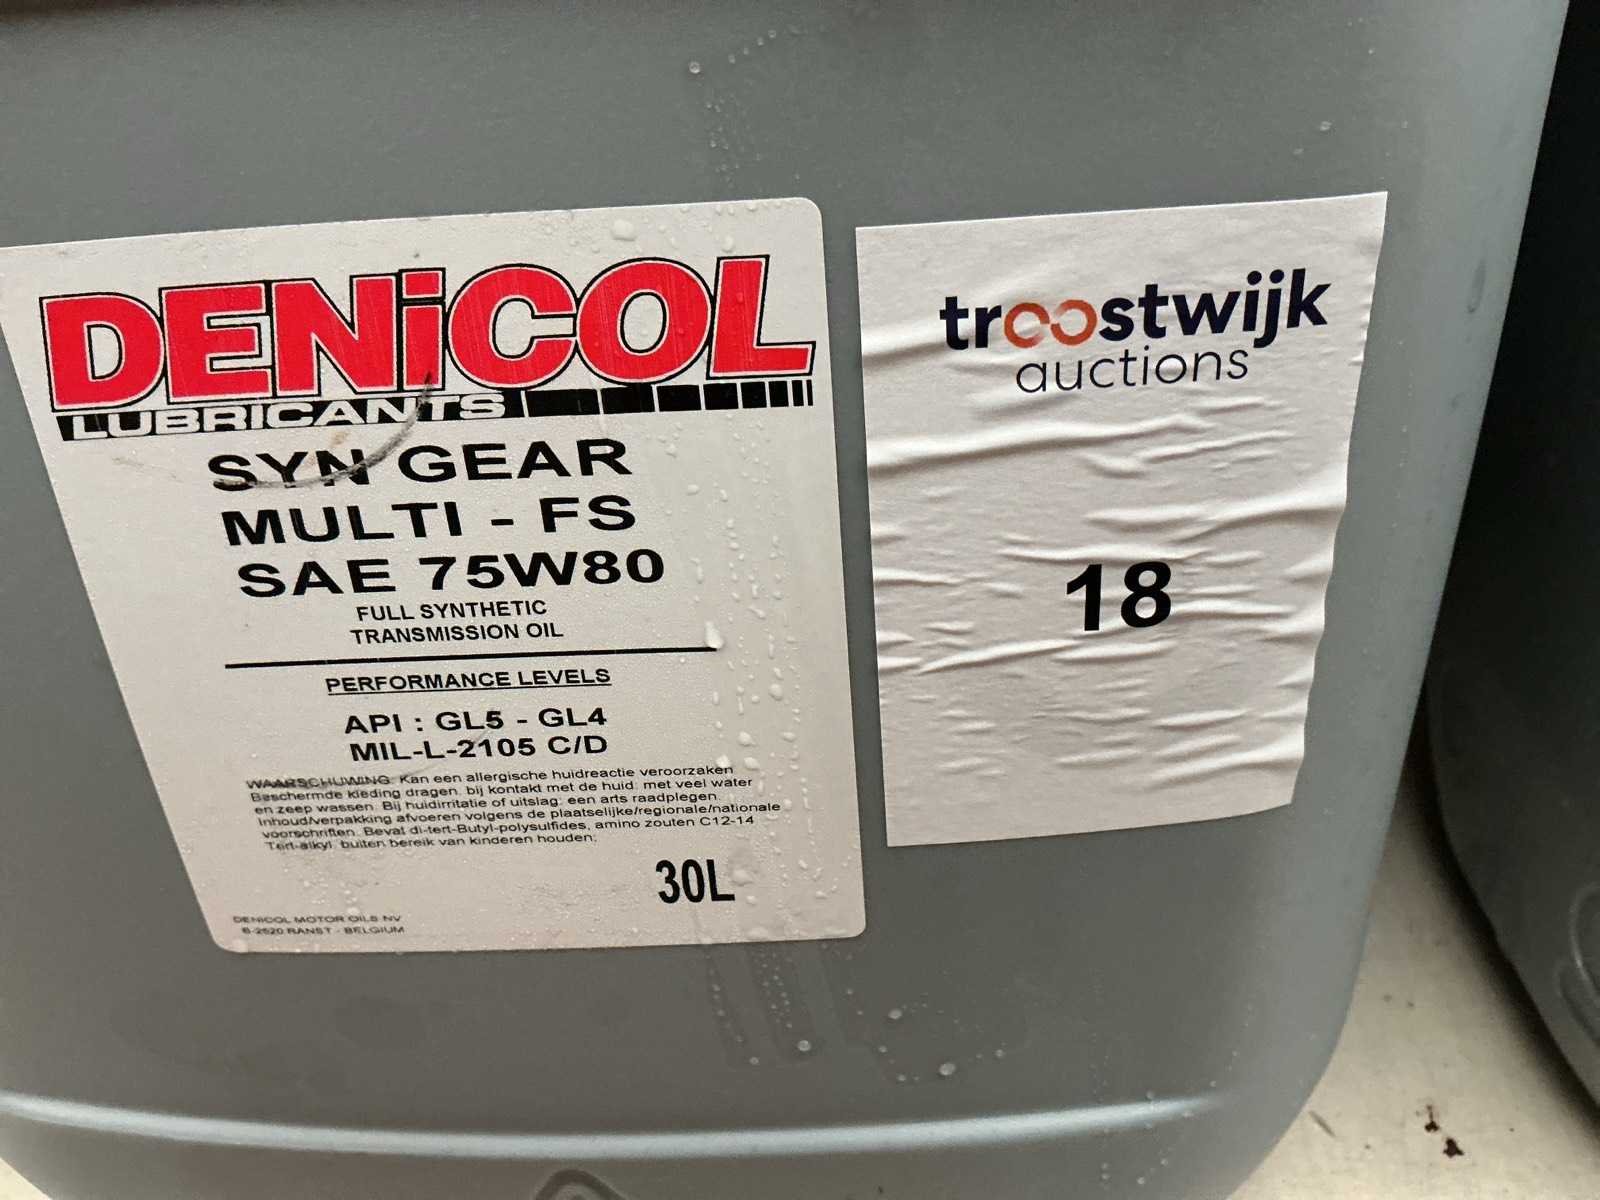 DENiCOL
LUBRICANTS
SYN GEAR
MULTI - FS
SAE 75W80
FULL SYNTHETIC
TRANSMISSION OIL
PERFORMANCE LEVELS
API : GL5 - GL4
MIL-L-2105 C/D
WAARSCHUWING: Kan een allergische huidreactie veroorzaken
Beschermde kleding dragen. bij kontakt met de huid: met veel water
en zeep wassen. Bij huidirritatie of uitslag: een arts raadplegen.
Inhoud/verpakking afvoeren volgens de plaatselijke/regionale/nationale
voorschriften. Bevat di-tert-Butyl-polysulfides, amino zouten C12-14
Tert-alkyl. buiten bereik van kinderen houden;
30L
DENICOL MOTOR OILS NV
B-2520 RANST - BELGIUM
troostwijk
auctions
18